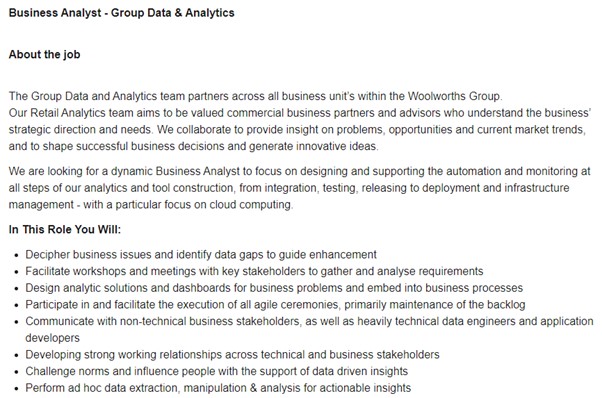 Business Analyst - Group Data & Analytics
About the job
The Group Data and Analytics team partners across all business unit's within the Woolworths Group.
Our Retail Analytics team aims to be valued commercial business partners and advisors who understand the business'
strategic direction and needs. We collaborate to provide insight on problems, opportunities and current market trends,
and to shape successful business decisions and generate innovative ideas.
We are looking for a dynamic Business Analyst to focus on designing and supporting the automation and monitoring at
all steps of our analytics and tool construction, from integration, testing, releasing to deployment and infrastructure
management - with a particular focus on cloud computing.
In This Role You Will:
• Decipher business issues and identify data gaps to guide enhancement
• Facilitate workshops and meetings with key stakeholders to gather and analyse requirements
• Design analytic solutions and dashboards for business problems and embed into business processes
• Participate in and facilitate the execution of all agile ceremonies, primarily maintenance of the backlog
• Communicate with non-technical business stakeholders, as well as heavily technical data engineers and application
developers
• Developing strong working relationships across technical and business stakeholders
• Challenge norms and influence people with the support of data driven insights
• Perform ad hoc data extraction, manipulation & analysis for actionable insights